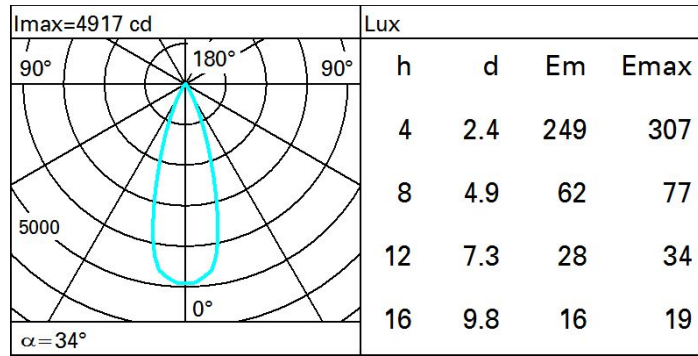 Imax=4917 cd
Lux
90° 180° 90°
h d Em Emax
4 2.4 249 307
8 4.9 62 77
5000
12 7.3 28 34
0°
16 9.8 16 19
α=34°